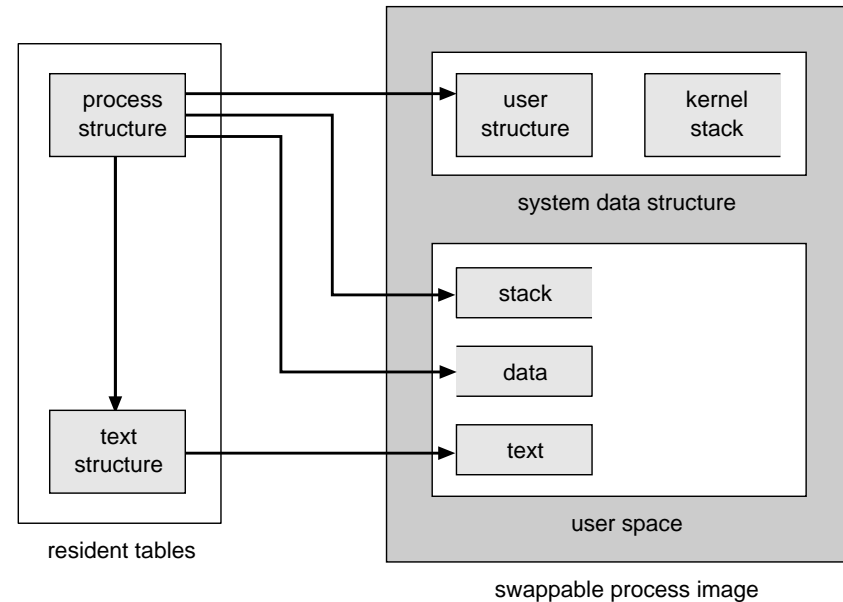 process
structure
user
structure
kernel
stack
system data structure
stack
data
text
structure
text
user space
resident tables
swappable process image